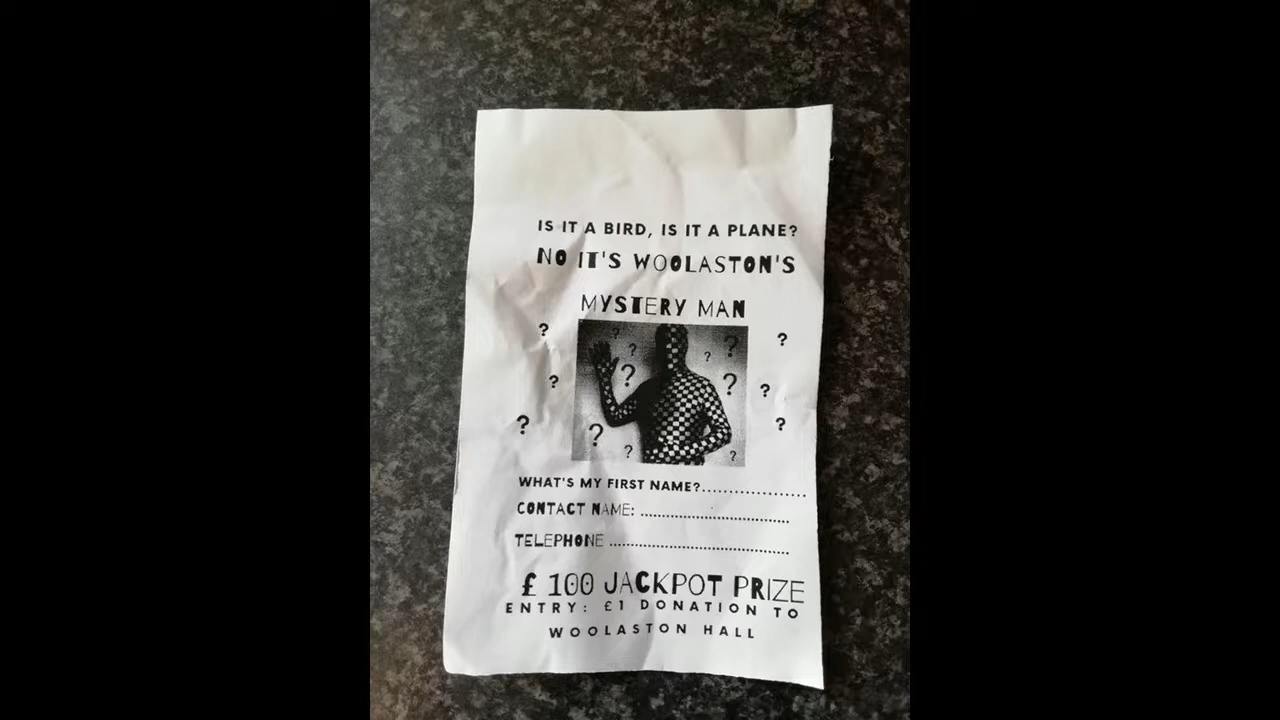 IS IT A BIRD, IS IT A PLANE?
NO IT'S WOOLASTON'S
MYSTERY MAN
? ? ? ? ?
? ? ? ? ?
? ? ? ? ?
WHAT'S MY FIRST NAME?..................
CONTACT NAME: ......................................
TELEPHONE ..............................................
£ 100 JACKPOT PRIZE
ENTRY: £1 DONATION TO
WOOLASTON HALL